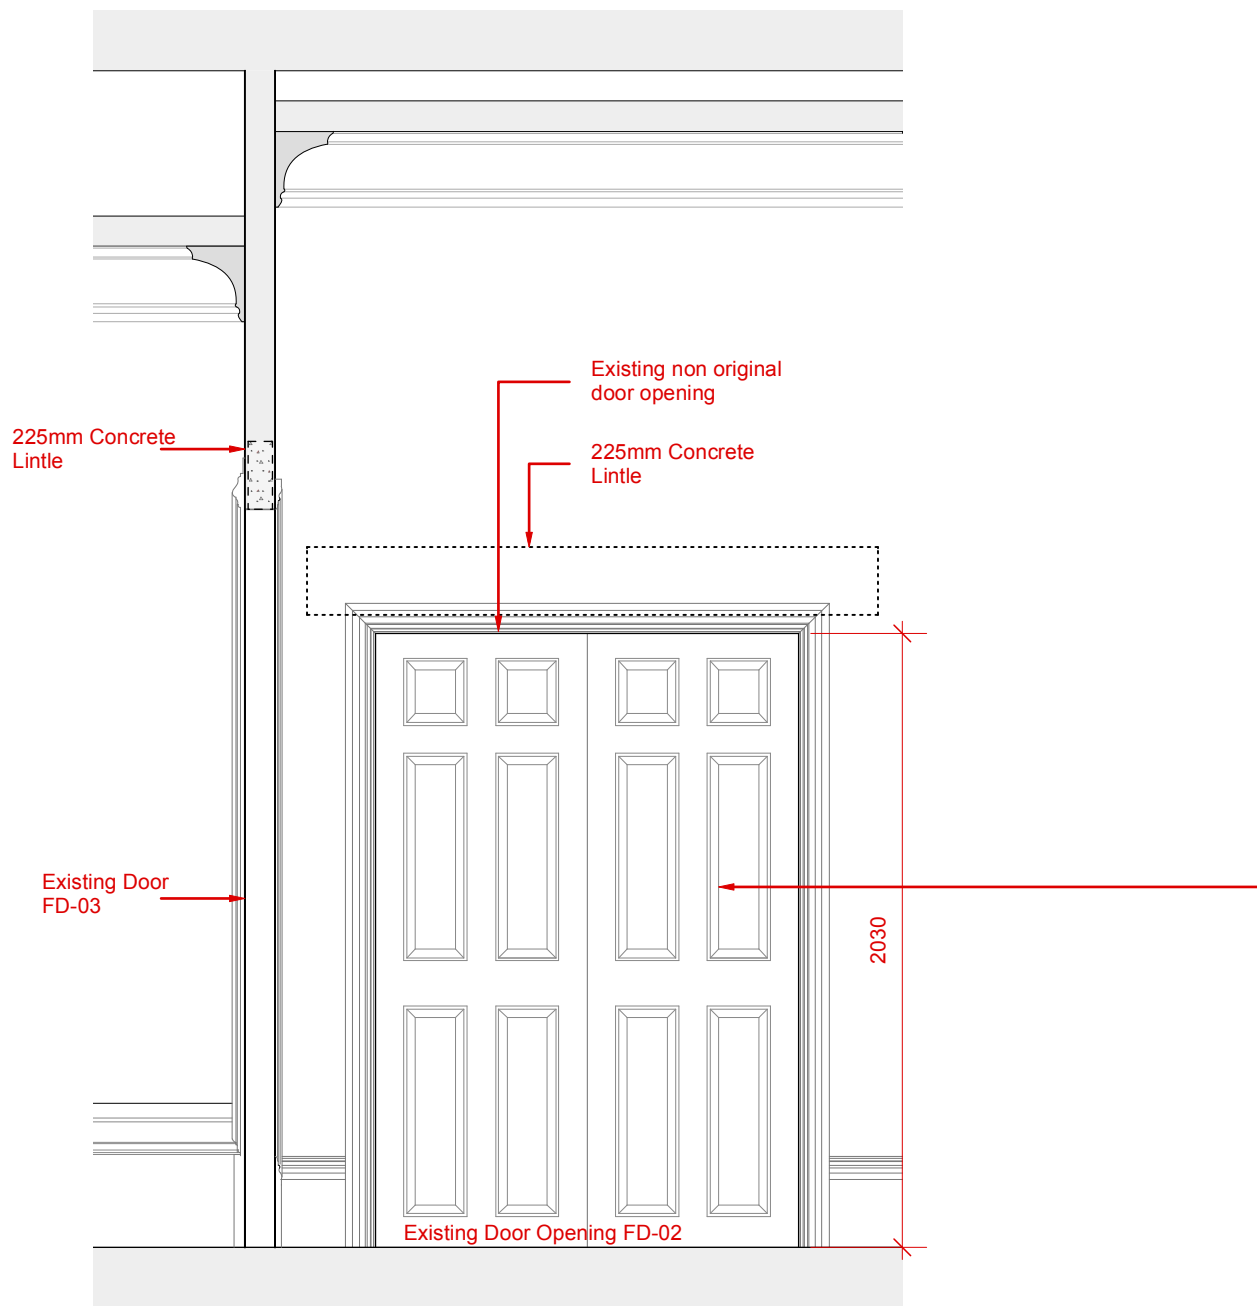 Existing non original
door opening
225mm Concrete
Lintle
225mm Concrete
Lintle
Existing Door
FD-03
2030
Existing Door Opening FD-02